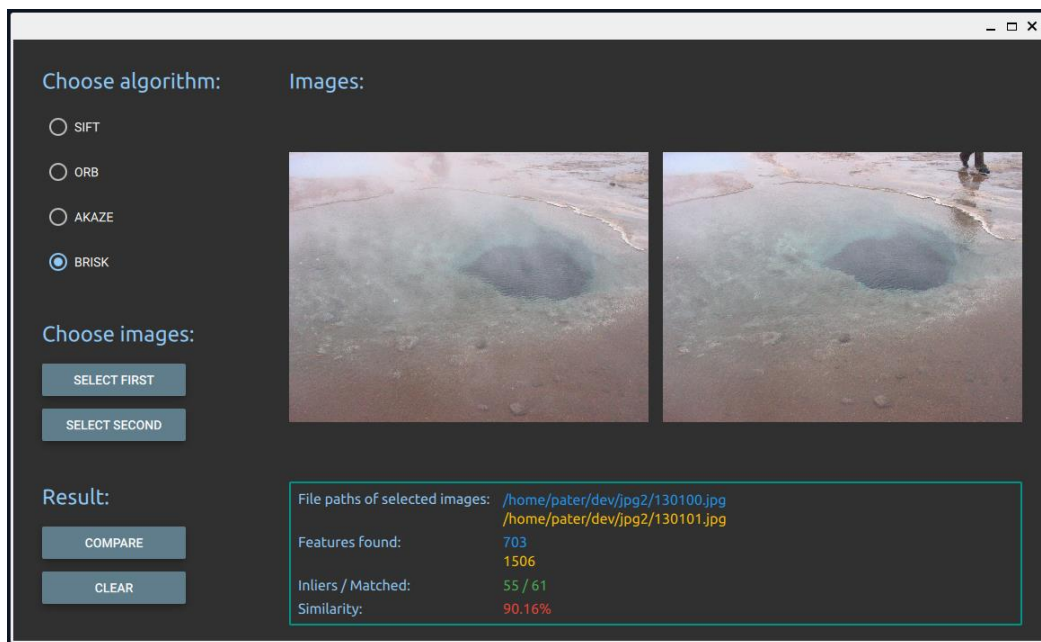 Choose algorithm:
SIFT
ORB
AKAZE
BRISK
Choose images:
SELECT FIRST
SELECT SECOND
Result:
COMPARE
CLEAR
Images:
File paths of selected images: /home/pater/dev/jpg2/130100.jpg
/home/pater/dev/jpg2/130101.jpg
Features found: 703
1506
Inliers / Matched: 55 / 61
Similarity: 90.16%